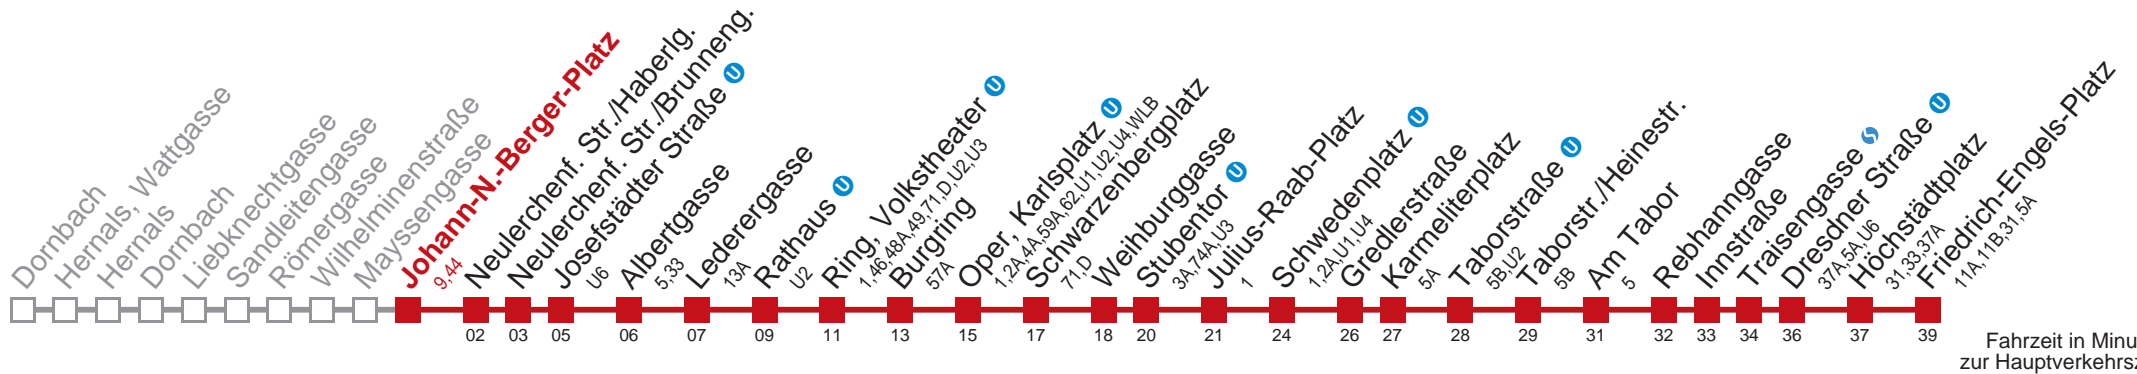 Dornbach
Hernals, Wattgasse
Hernals
Dornbach
Liebknechtgasse
Sandleitengasse
Römergasse
Wilhelminenstraße
Mayssengasse
Johann-N.-Berger-Platz
9,44
Neulerchenf. Str./Haberlg.
Neulerchenf. Str./Brunneng.
Josefstädter Straße U
U6
Albertgasse
5,33
Lederergasse
13A
Rathaus U
U2
Ring, Volkstheater U
1,46,48A,49,71,D,U2,U3
Burgring
57A
Oper, Karlsplatz U
1,2A,4A,59A,62,U1,U2,U4,WLB
Schwarzenbergplatz
71,D
Weihburggasse
Stubentor U
3A,74A,U3
Julius-Raab-Platz
1
Schwedenplatz U
1,2A,U1,U4
Gredlerstraße
Karmeliterplatz
5A
Taborstraße U
5B,U2
Taborstr./Heinestr.
5B
Am Tabor
5
Rebhanngasse
Innstraße
Traisengasse S
Dresdner Straße U
37A,5A,U6
Höchstädtplatz
31,33,37A
Friedrich-Engels-Platz
11A,11B,31,5A
02 03 05 06 07 09 11 13 15 17 18 20 21 24 26 27 28 29 31 32 33 34 36 37 39
Fahrzeit in Minu
zur Hauptverkehrsz